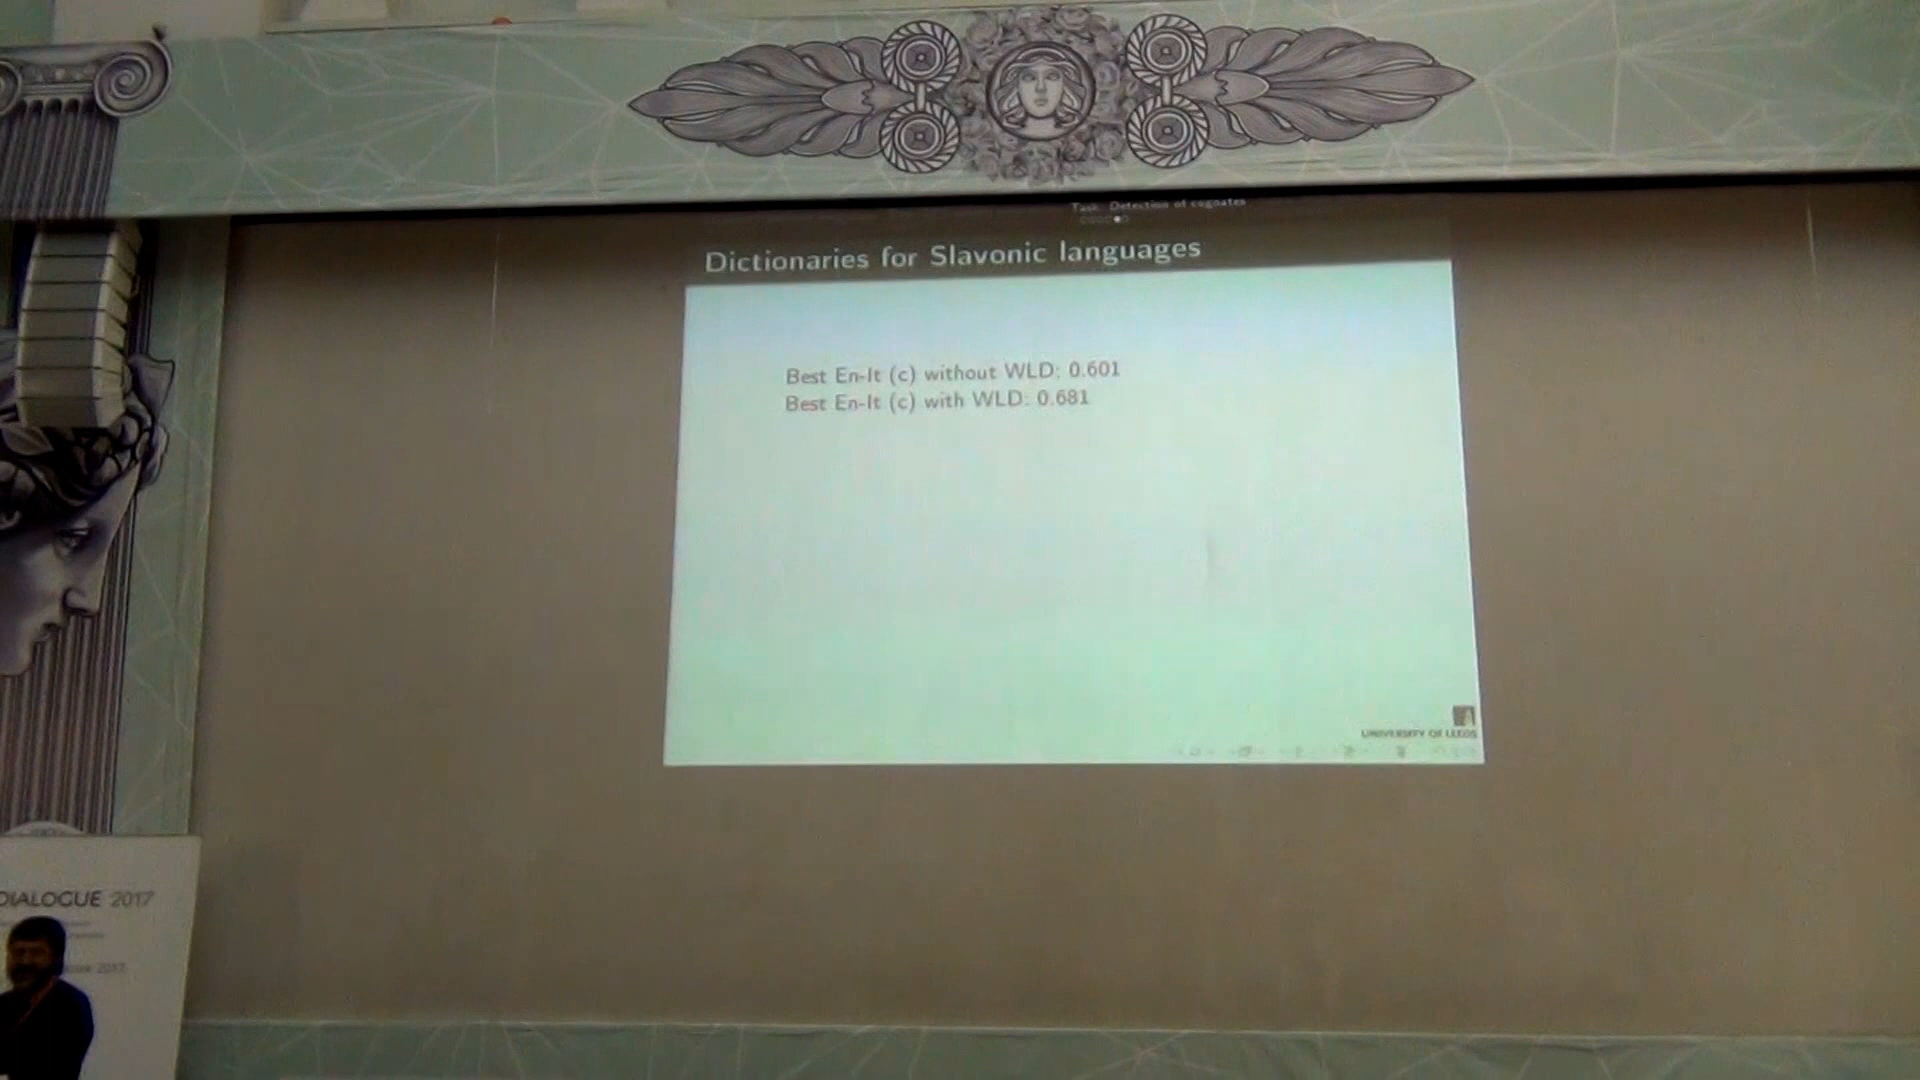 Task: Detection of cognates
Dictionaries for Slavonic languages
Best En-It (c) without WLD: 0.601
Best En-It (c) with WLD: 0.681
UNIVERSITY OF LEEDS
DIALOGUE 2017
2017